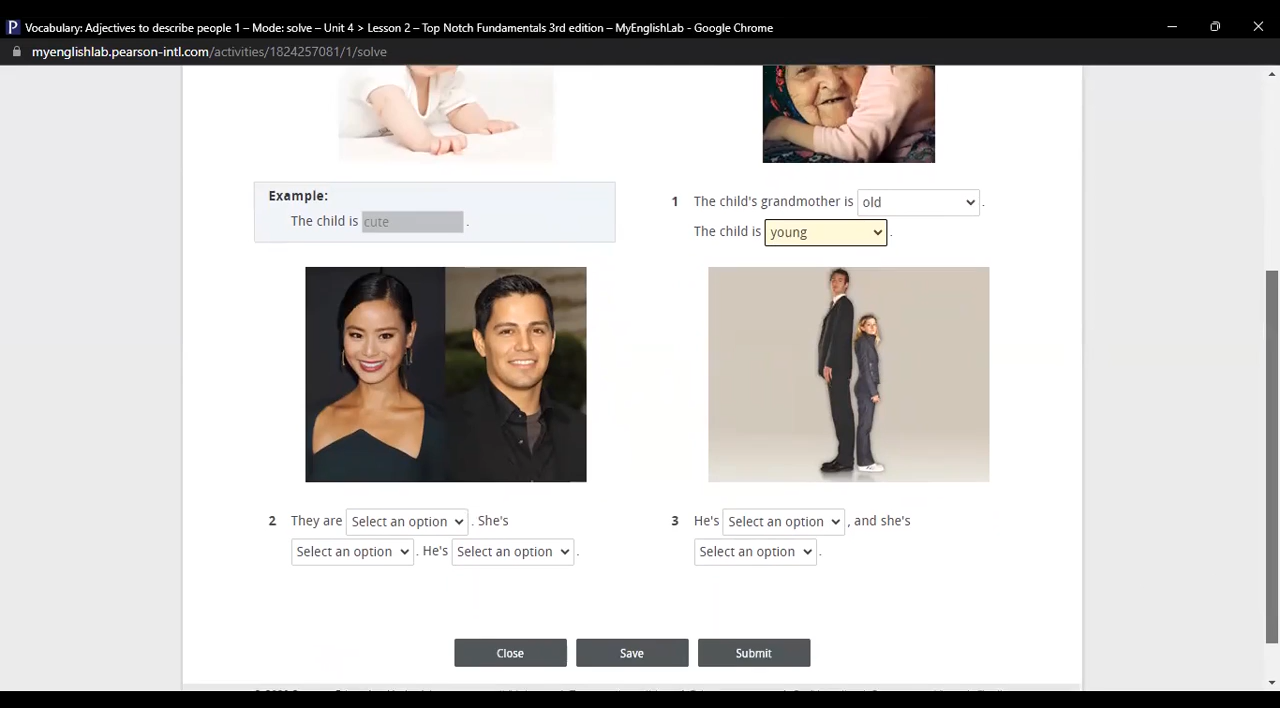 Vocabulary: Adjectives to describe people 1 – Mode: solve – Unit 4 > Lesson 2 – Top Notch Fundamentals 3rd edition – MyEnglishLab - Google Chrome
myenglishlab.pearson-intl.com/activities/1824257081/1/solve
Example:
The child is cute .
1 The child's grandmother is old .
The child is young .
2 They are Select an option . She's
Select an option . He's Select an option .
3 He's Select an option , and she's
Select an option .
Close Save Submit